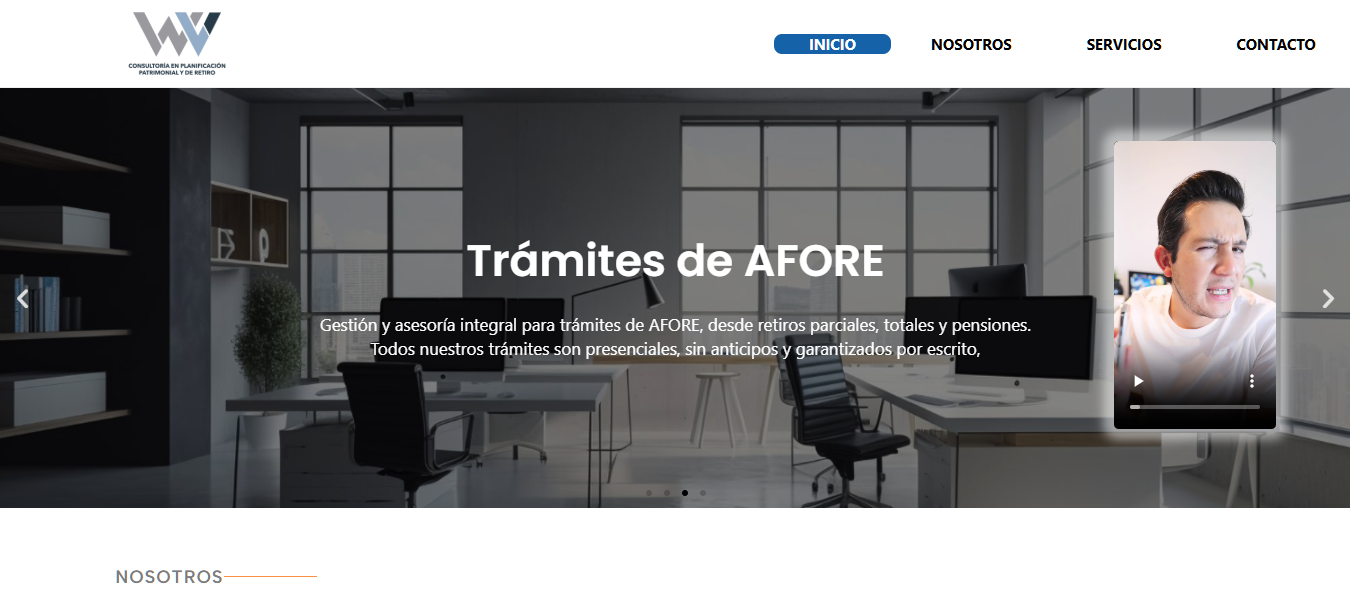 CONSULTORÍA EN PLANIFICACIÓN
PATRIMONIAL Y DE RETIRO
INICIO
NOSOTROS
SERVICIOS
CONTACTO
Trámites de AFORE
Gestión y asesoría integral para trámites de AFORE, desde retiros parciales, totales y pensiones.
Todos nuestros trámites son presenciales, sin anticipos y garantizados por escrito,
NOSOTROS